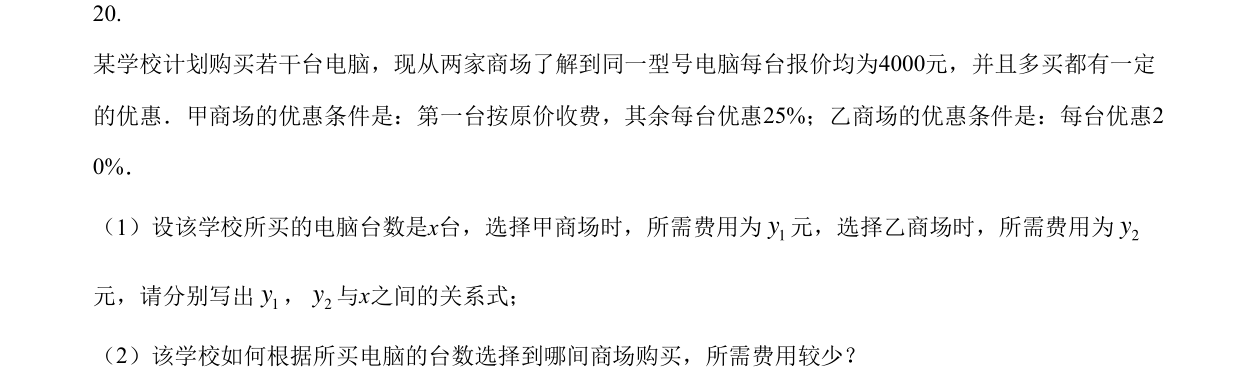 20.
某学校计划购买若干台电脑，现从两家商场了解到同一型号电脑每台报价均为4000元，并且多买都有一定
的优惠．甲商场的优惠条件是：第一台按原价收费，其余每台优惠25%；乙商场的优惠条件是：每台优惠2
0%．
（1）设该学校所买的电脑台数是x台，选择甲商场时，所需费用为 y₁ 元，选择乙商场时，所需费用为 y₂
元，请分别写出 y₁ ， y₂ 与x之间的关系式；
（2）该学校如何根据所买电脑的台数选择到哪间商场购买，所需费用较少？